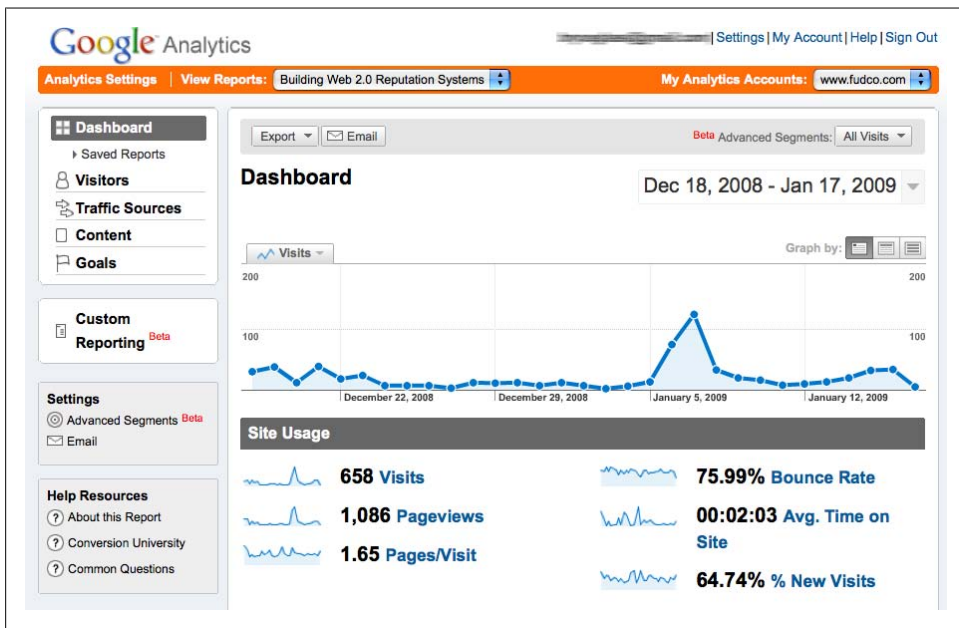 Google Analytics
Settings | My Account | Help | Sign Out
Analytics Settings | View Reports: Building Web 2.0 Reputation Systems
My Analytics Accounts: www.fudco.com
Dashboard
Saved Reports
Visitors
Traffic Sources
Content
Goals
Custom
Reporting Beta
Settings
Advanced Segments Beta
Email
Help Resources
About this Report
Conversion University
Common Questions
Export
Email
Beta Advanced Segments: All Visits
Dashboard
Dec 18, 2008 - Jan 17, 2009
Visits
Graph by:
200
200
100
100
December 22, 2008
December 29, 2008
January 5, 2009
January 12, 2009
Site Usage
658 Visits
1,086 Pageviews
1.65 Pages/Visit
75.99% Bounce Rate
00:02:03 Avg. Time on
Site
64.74% % New Visits